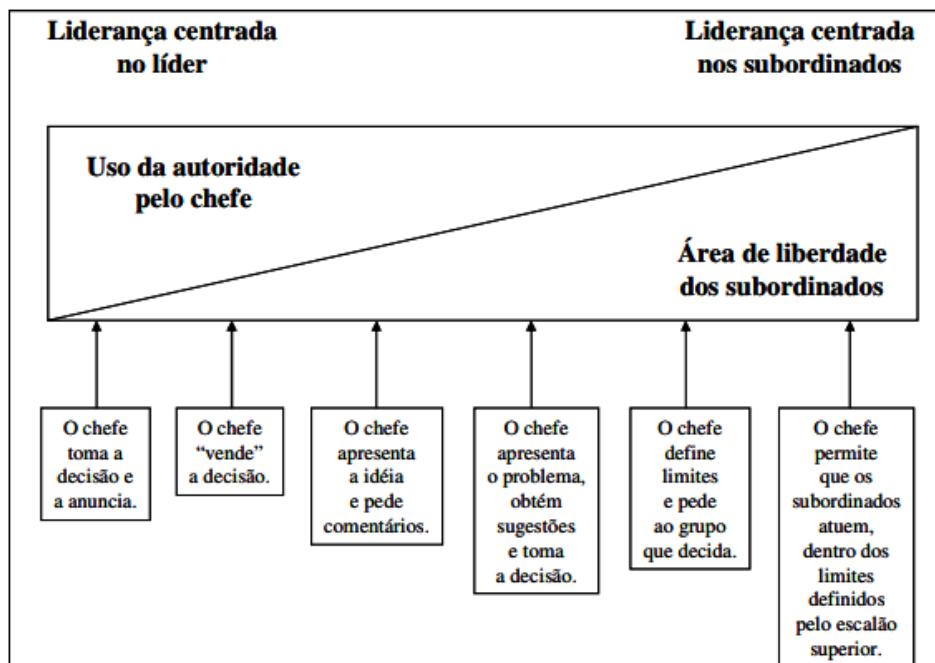 Liderança centrada
no líder
Liderança centrada
nos subordinados
Uso da autoridade
pelo chefe
Área de liberdade
dos subordinados
O chefe
toma a
decisão e
a anuncia.
O chefe
“vende”
a decisão.
O chefe
apresenta
a idéia
e pede
comentários.
O chefe
apresenta
o problema,
obtém
sugestões
e toma
a decisão.
O chefe
define
limites
e pede
ao grupo
que decida.
O chefe
permite
que os
subordinados
atuem,
dentro dos
limites
definidos
pelo escalão
superior.